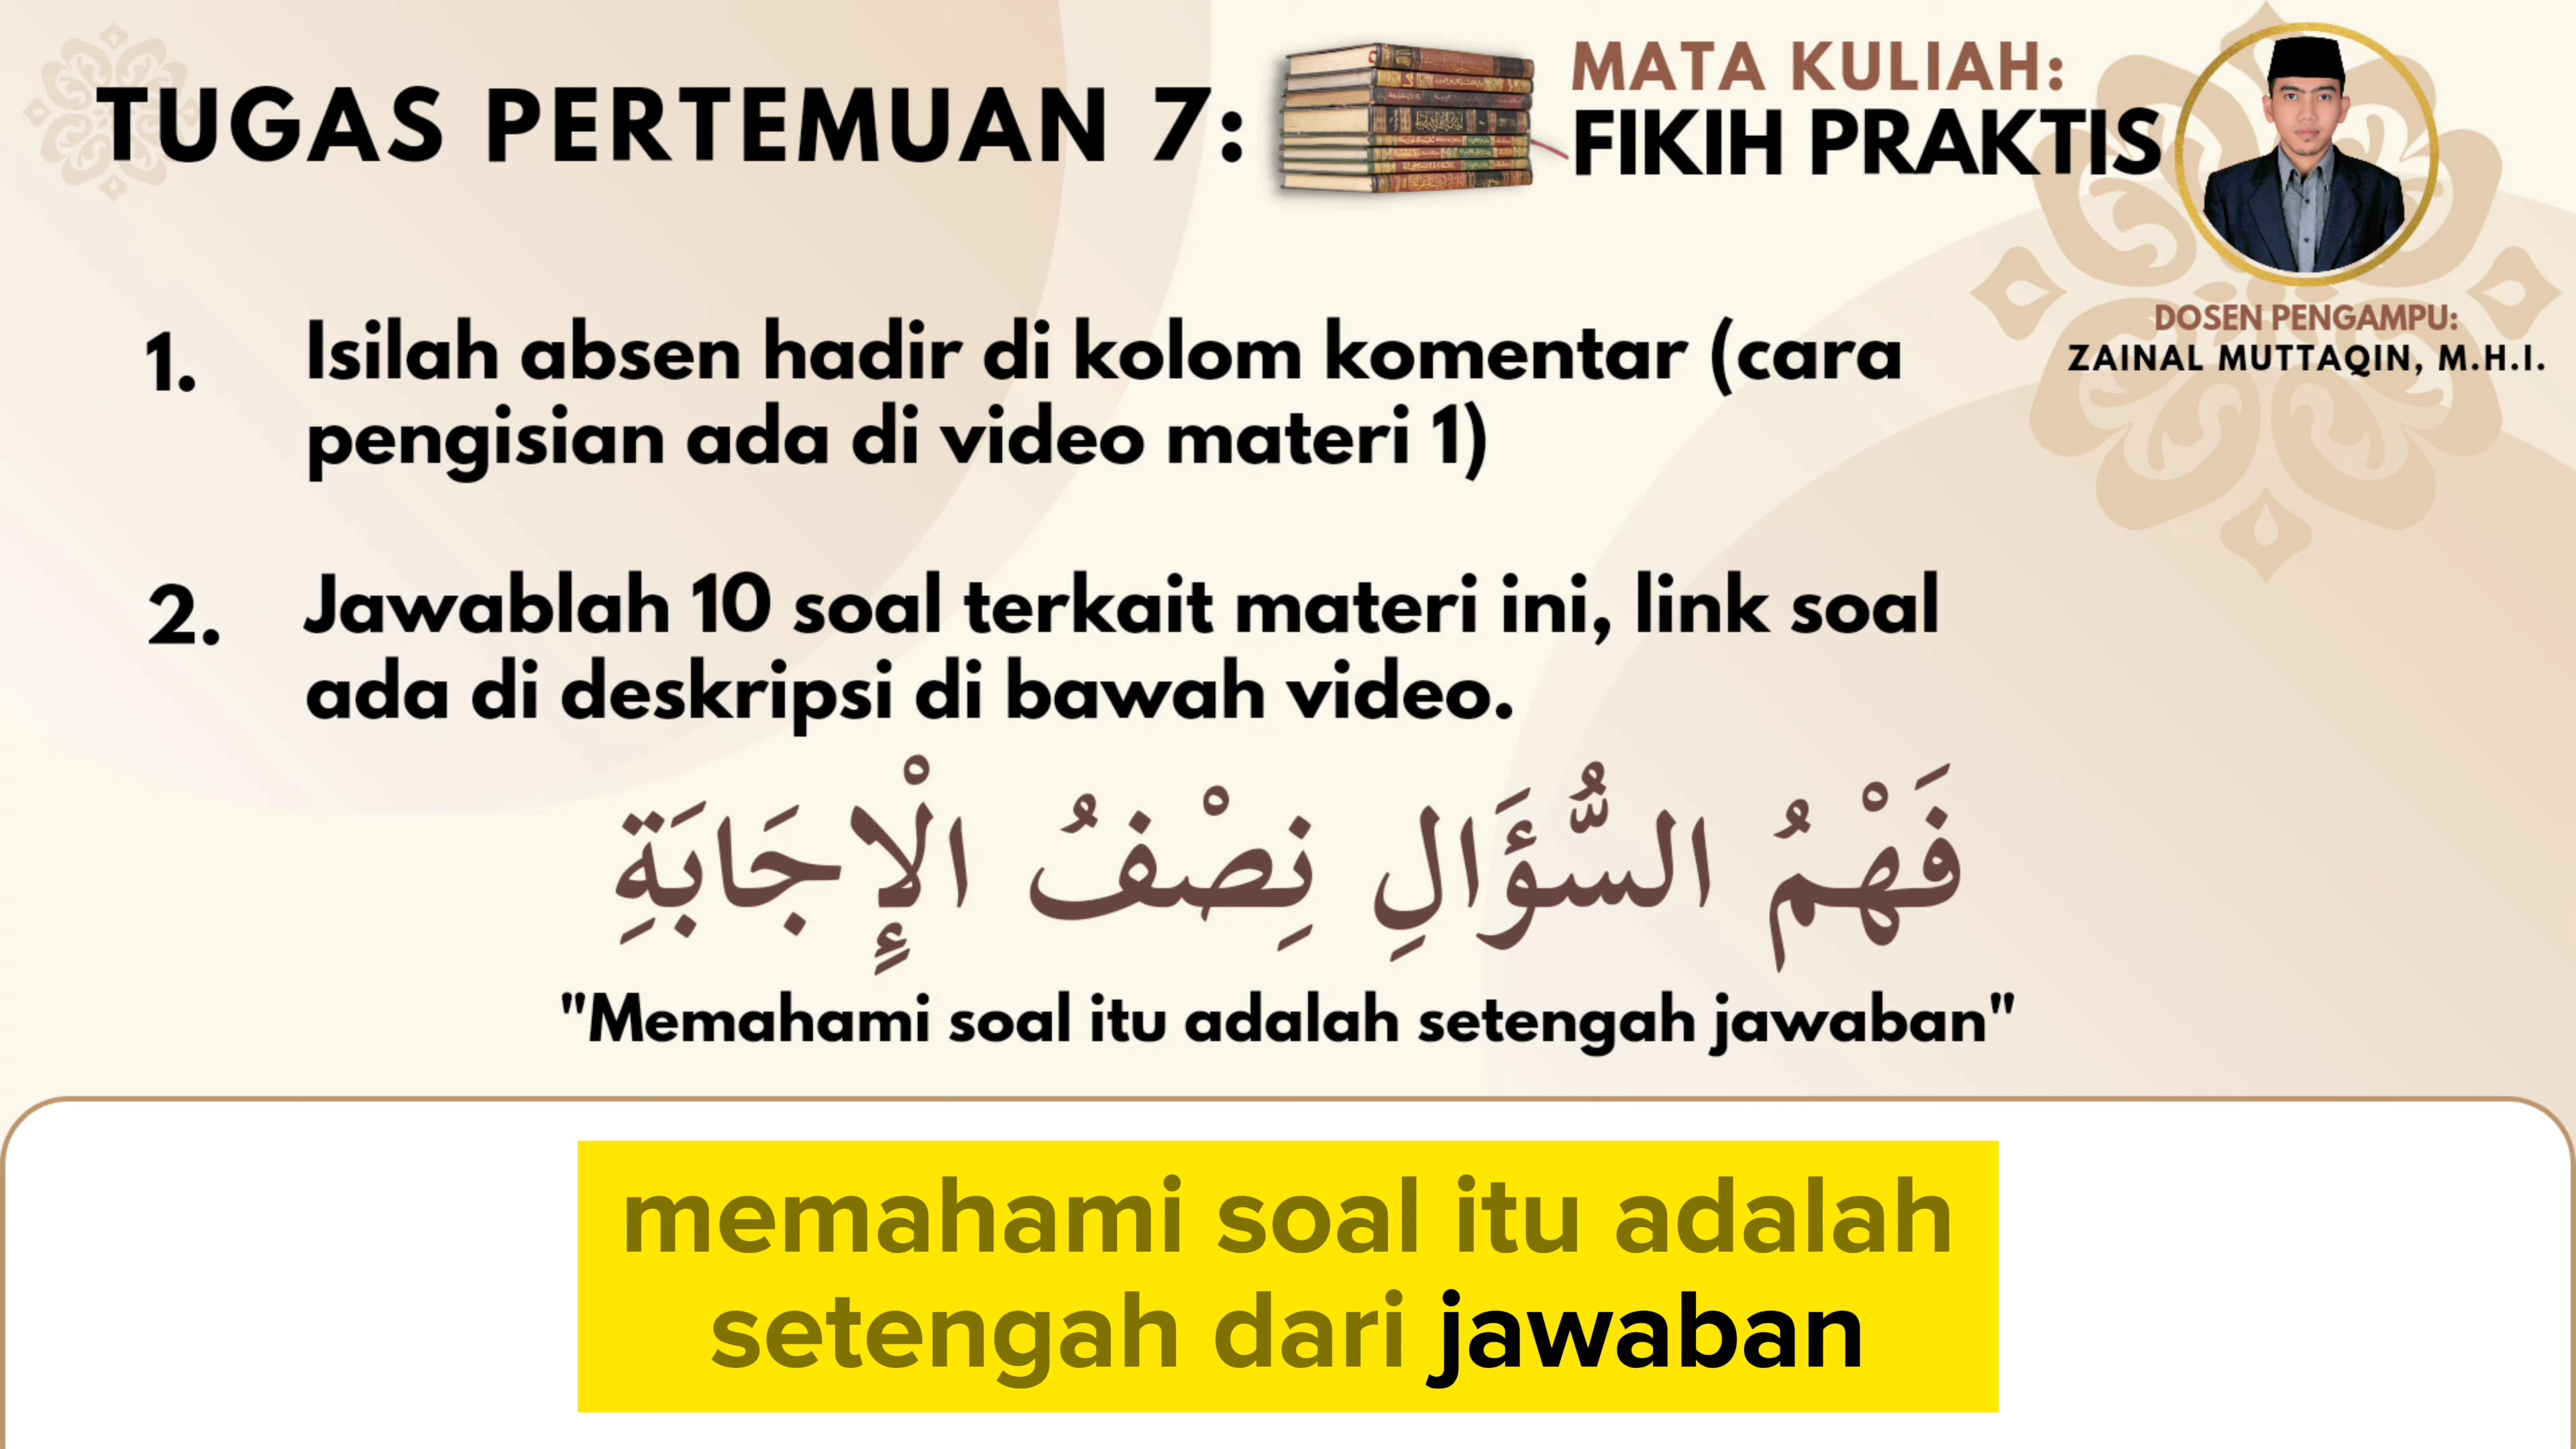 TUGAS PERTEMUAN 7:
MATA KULIAH:
FIKIH PRAKTIS
DOSEN PENGAMPU:
ZAINAL MUTTAQIN, M.H.I.
1. Isilah absen hadir di kolom komentar (cara
pengisian ada di video materi 1)
2. Jawablah 10 soal terkait materi ini, link soal
ada di deskripsi di bawah video.
فَهْمُ السُّؤَالِ نِصْفُ الْإِجَابَةِ
"Memahami soal itu adalah setengah jawaban"
memahami soal itu adalah
setengah dari jawaban